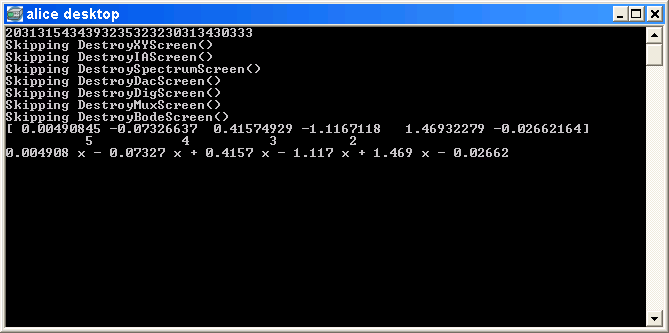 alice desktop
2031315434393235323230313430333
Skipping DestroyXYScreen()
Skipping DestroyIAScreen()
Skipping DestroySpectrumScreen()
Skipping DestroyDacScreen()
Skipping DestroyDigScreen()
Skipping DestroyMuxScreen()
Skipping DestroyBodeScreen()
[ 0.00490845 -0.07326637  0.41574929 -1.1167118   1.46932279 -0.02662164]
          5           4          3         2
0.004908 x - 0.07327 x + 0.4157 x - 1.117 x + 1.469 x - 0.02662